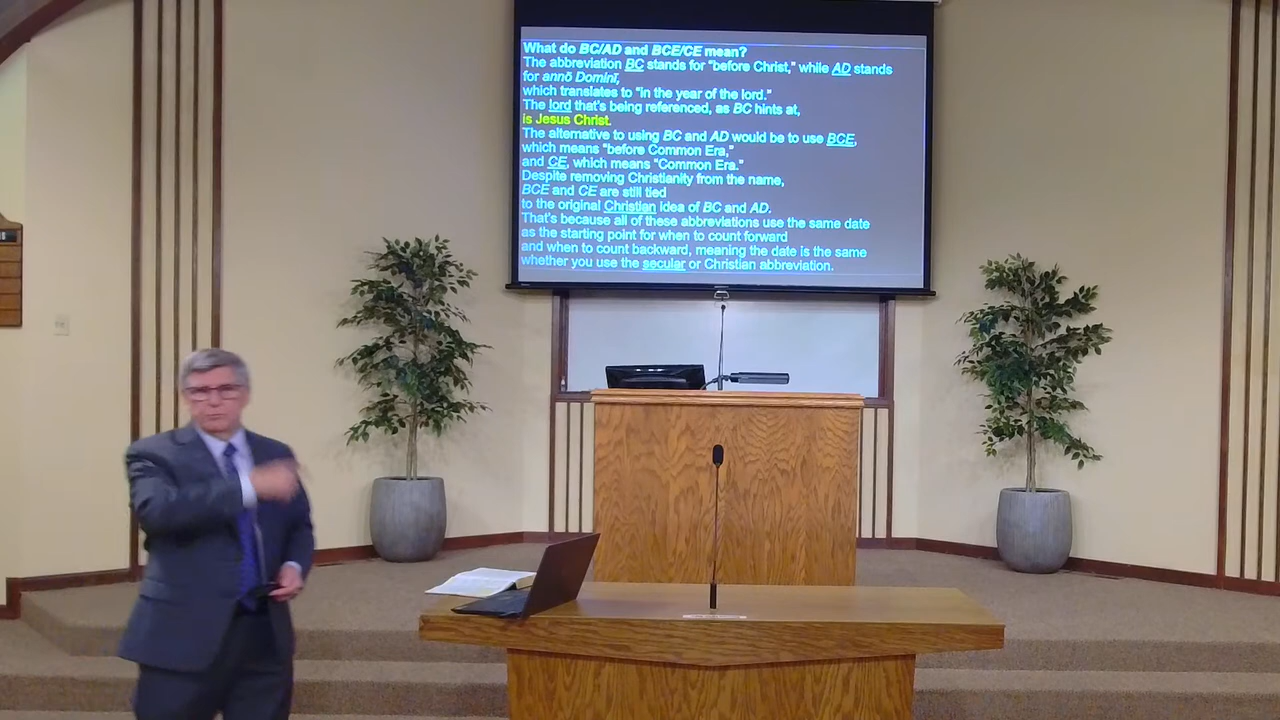 What do BC/AD and BCE/CE mean?
The abbreviation BC stands for "before Christ," while AD stands
for annō Dominī,
which translates to "in the year of the lord."
The lord that's being referenced, as BC hints at,
is Jesus Christ.
The alternative to using BC and AD would be to use BCE,
which means "before Common Era,"
and CE, which means "Common Era."
Despite removing Christianity from the name,
BCE and CE are still tied
to the original Christian idea of BC and AD.
That's because all of these abbreviations use the same date
as the starting point for when to count forward
and when to count backward, meaning the date is the same
whether you use the secular or Christian abbreviation.